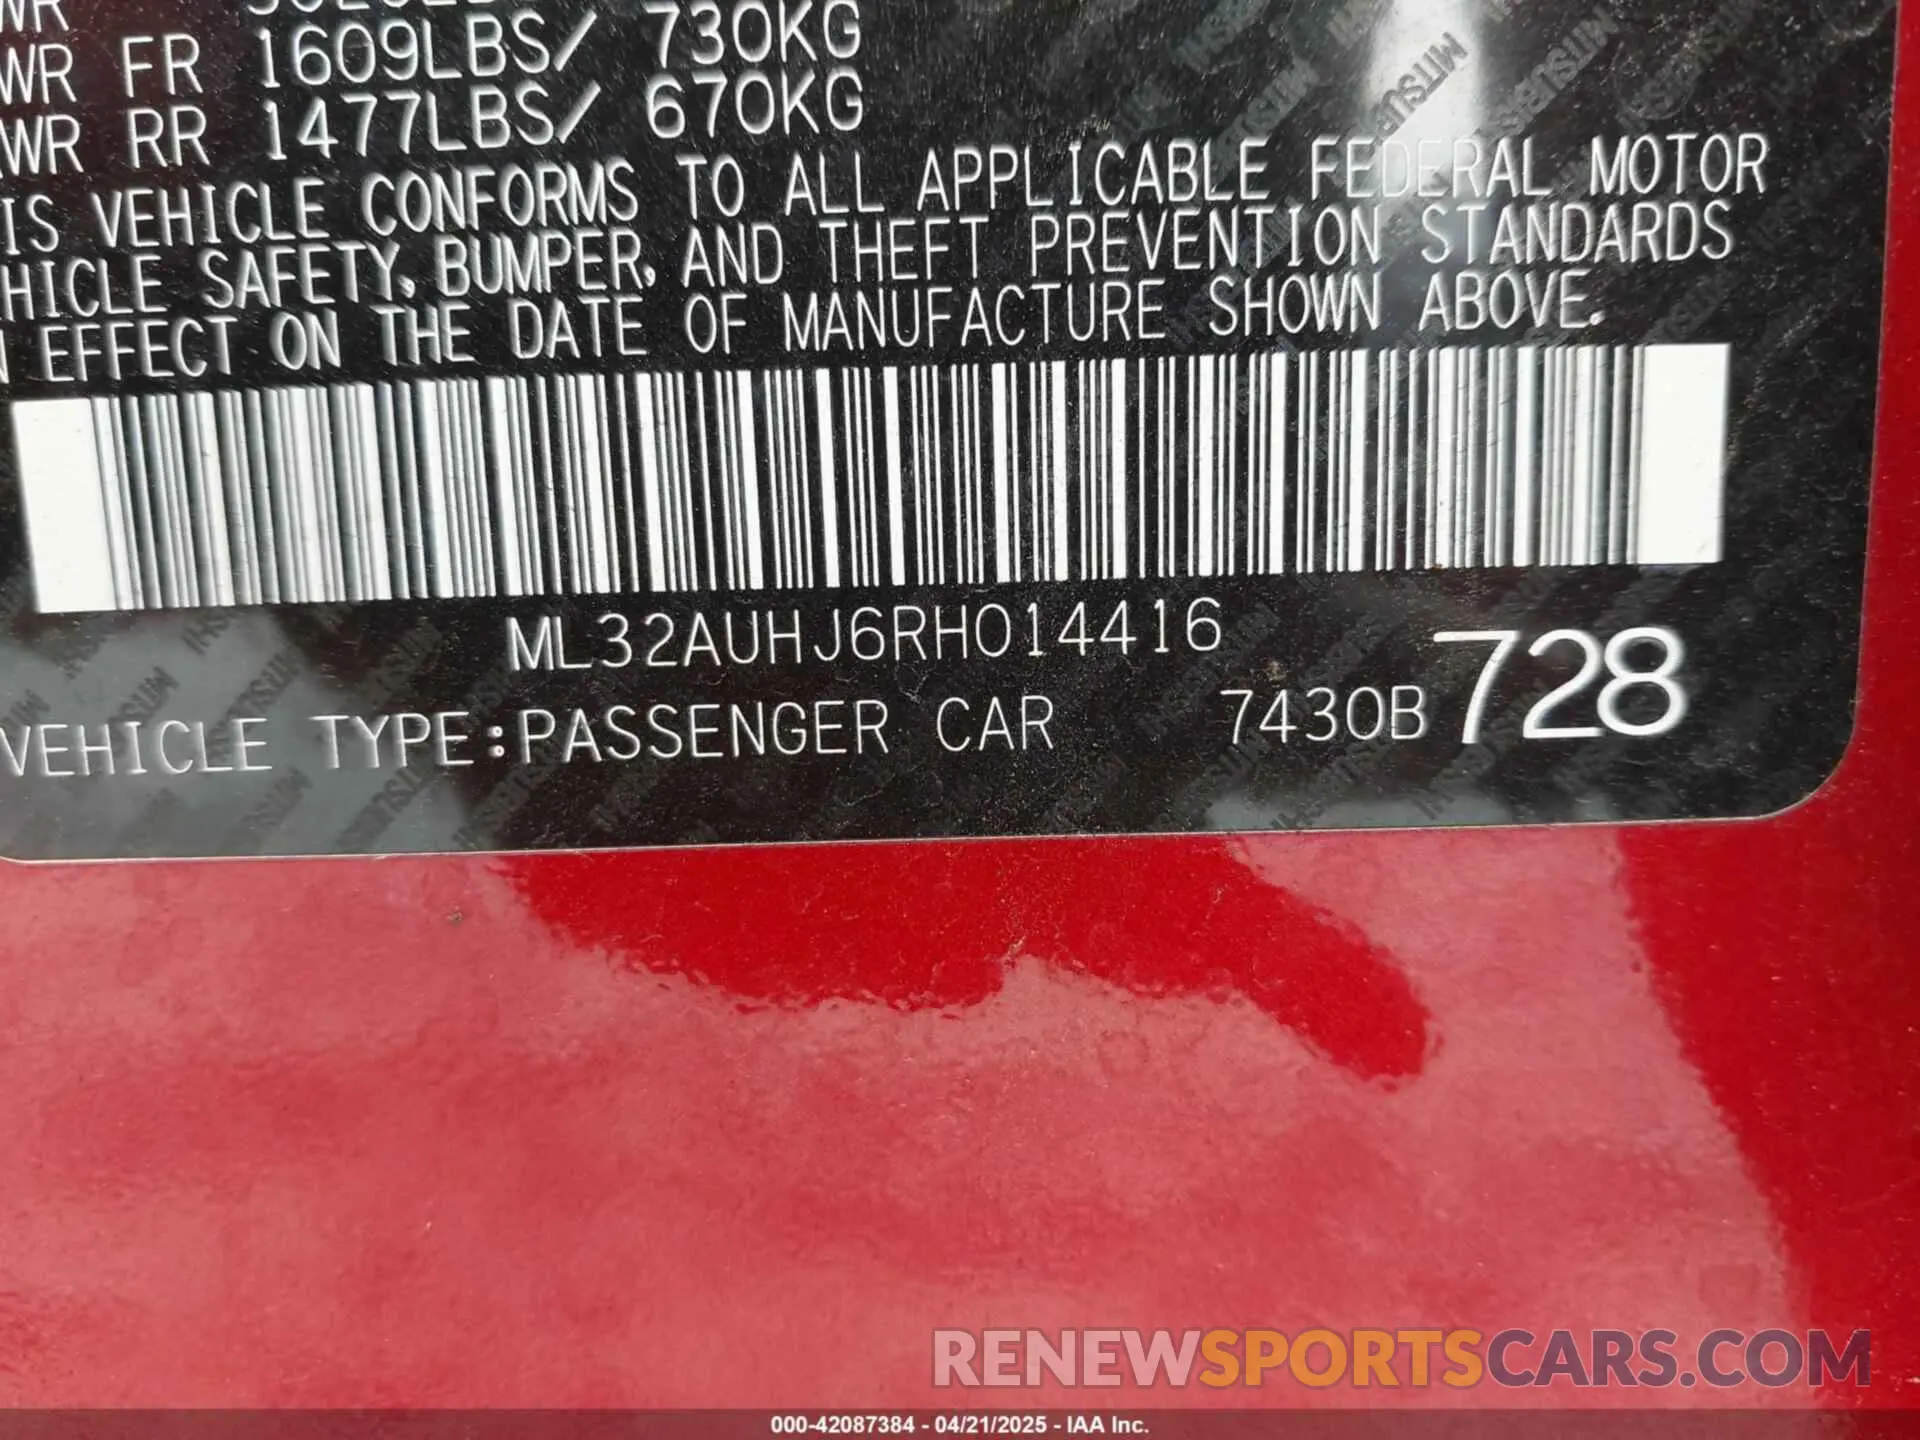 WR FR 1609LBS/ 730KG
WR RR 1477LBS/ 670KG
IS VEHICLE CONFORMS TO ALL APPLICABLE FEDERAL MOTOR
HICLE SAFETY, BUMPER, AND THEFT PREVENTION STANDARDS
N EFFECT ON THE DATE OF MANUFACTURE SHOWN ABOVE.
ML32AUHJ6RH014416
VEHICLE TYPE:PASSENGER CAR 7430B 728
RENEWSPORTSCARS.COM
000-42087384 - 04/21/2025 - IAA Inc.